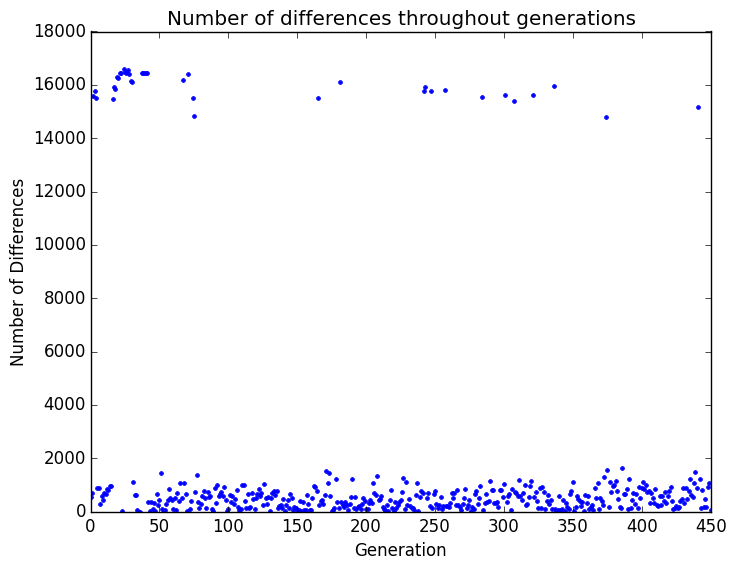 Number of differences throughout generations
18000
16000
14000
12000
10000
8000
6000
4000
2000
0
Number of Differences
0 50 100 150 200 250 300 350 400 450
Generation